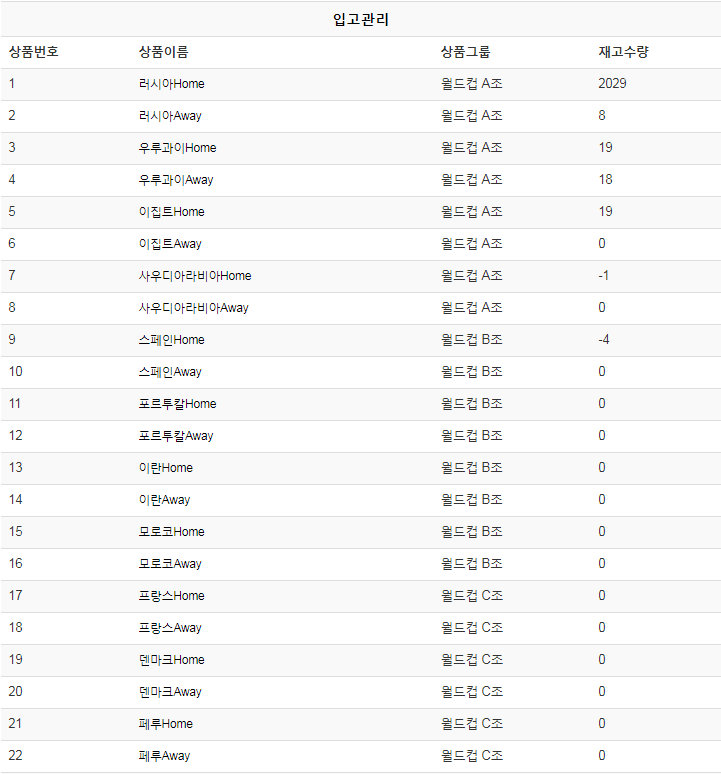 입고관리
상품번호 상품이름 상품그룹 재고수량
1 러시아Home 월드컵 A조 2029
2 러시아Away 월드컵 A조 8
3 우루과이Home 월드컵 A조 19
4 우루과이Away 월드컵 A조 18
5 이집트Home 월드컵 A조 19
6 이집트Away 월드컵 A조 0
7 사우디아라비아Home 월드컵 A조 -1
8 사우디아라비아Away 월드컵 A조 0
9 스페인Home 월드컵 B조 -4
10 스페인Away 월드컵 B조 0
11 포르투칼Home 월드컵 B조 0
12 포르투칼Away 월드컵 B조 0
13 이란Home 월드컵 B조 0
14 이란Away 월드컵 B조 0
15 모로코Home 월드컵 B조 0
16 모로코Away 월드컵 B조 0
17 프랑스Home 월드컵 C조 0
18 프랑스Away 월드컵 C조 0
19 덴마크Home 월드컵 C조 0
20 덴마크Away 월드컵 C조 0
21 페루Home 월드컵 C조 0
22 페루Away 월드컵 C조 0